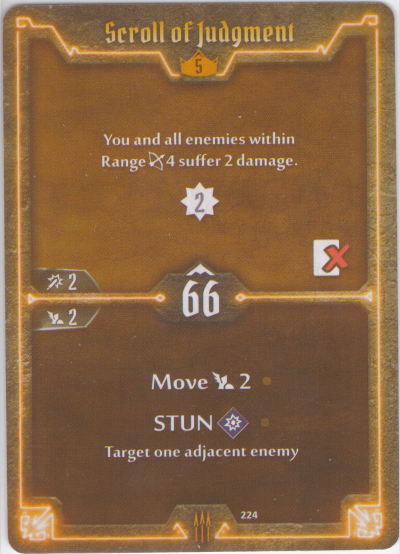 Scroll of Judgment
5
You and all enemies within
Range 4 suffer 2 damage.
2
2
66
2
Move 2
STUN
Target one adjacent enemy
224